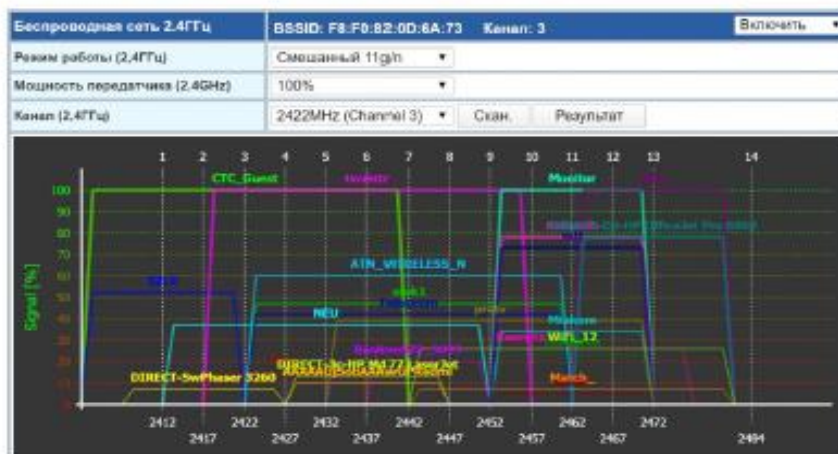 Беспроводная сеть 2.4ГГц
BSSID: F8:F0:82:0D:6A:73 Канал: 3
Включить
Режим работы (2,4ГГц)
Смешанный 11g/n
Мощность передатчика (2.4GHz)
100%
Канал (2,4ГГц)
2422MHz (Channel 3)
Скан.
Результат
1 2 3 4 5 6 7 8 9 10 11 12 13 14
CTC_Guest
Monitor
ATN_WIRELESS_N
NEU
WiFi_12
DIRECT-SwPhaser 3260
Match_
Signal [%]
100
90
80
70
60
50
40
30
20
10
0
2412 2422 2432 2442 2452 2462 2472 2484
2417 2427 2437 2447 2457 2467